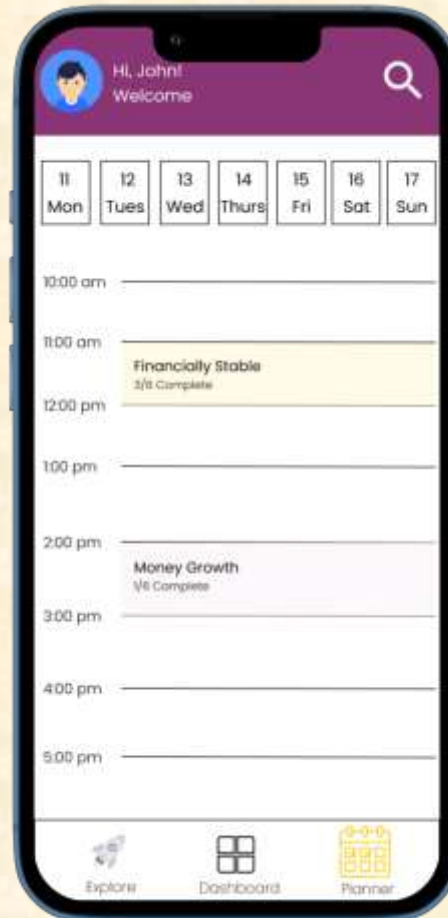 Hi, John!
Welcome
11 12 13 14 15 16 17
Mon Tues Wed Thurs Fri Sat Sun
10:00 am
11:00 am
Financially Stable
3/8 Complete
12:00 pm
1:00 pm
2:00 pm
Money Growth
1/6 Complete
3:00 pm
4:00 pm
5:00 pm
Explore Dashboard Planner